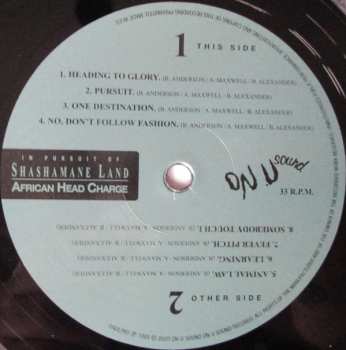 1 THIS SIDE
1. HEADING TO GLORY. (B. ANDERSON / A. MAXWELL / B. ALEXANDER)
2. PURSUIT. (B. ANDERSON / A. MAXWELL / B. ALEXANDER)
3. ONE DESTINATION. (B. ANDERSON / A. MAXWELL / B. ALEXANDER)
4. NO, DON'T FOLLOW FASHION. (B. ANDERSON / A. MAXWELL / B. ALEXANDER)
IN PURSUIT OF
SHASHAMANE LAND
AFRICAN HEAD CHARGE
ON U sound
33 R.P.M.
2 OTHER SIDE
5. ANIMAL LAW. (B. ANDERSON / A. MAXWELL / B. ALEXANDER)
6. LEARNING. (B. ANDERSON / A. MAXWELL / B. ALEXANDER)
7. FEVER PITCH. (B. ANDERSON / A. MAXWELL / B. ALEXANDER)
8. SOMEBODY TOUCH I. (B. ANDERSON / A. MAXWELL / B. ALEXANDER)